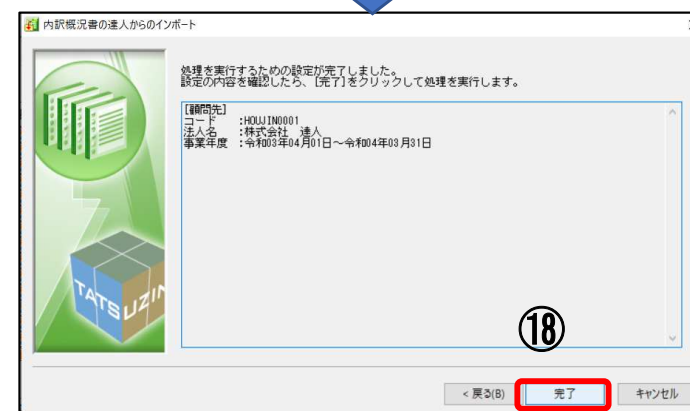 内訳概況書の達人からのインポート
処理を実行するための設定が完了しました。
設定の内容を確認したら、[完了]をクリックして処理を実行します。
[顧問先]
コード　:HOUJIN0001
法人名　:株式会社　達人
事業年度　:令和03年04月01日～令和04年03月31日
TATSUZIN
⑱
< 戻る(B)
完了
キャンセル